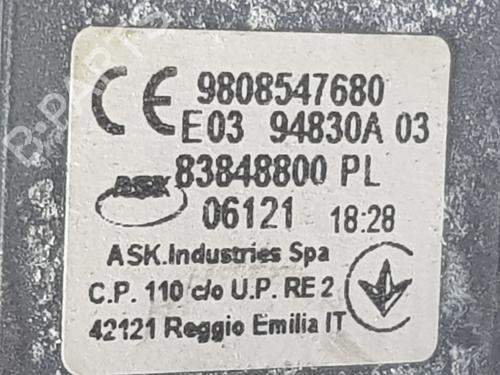 CE 9808547680
E03 94830A 03
ASK 83848800 PL
06121 18:28
ASK.Industries Spa
C.P. 110 c/o U.P. RE 2
42121 Reggio Emilia IT
B-PARTS